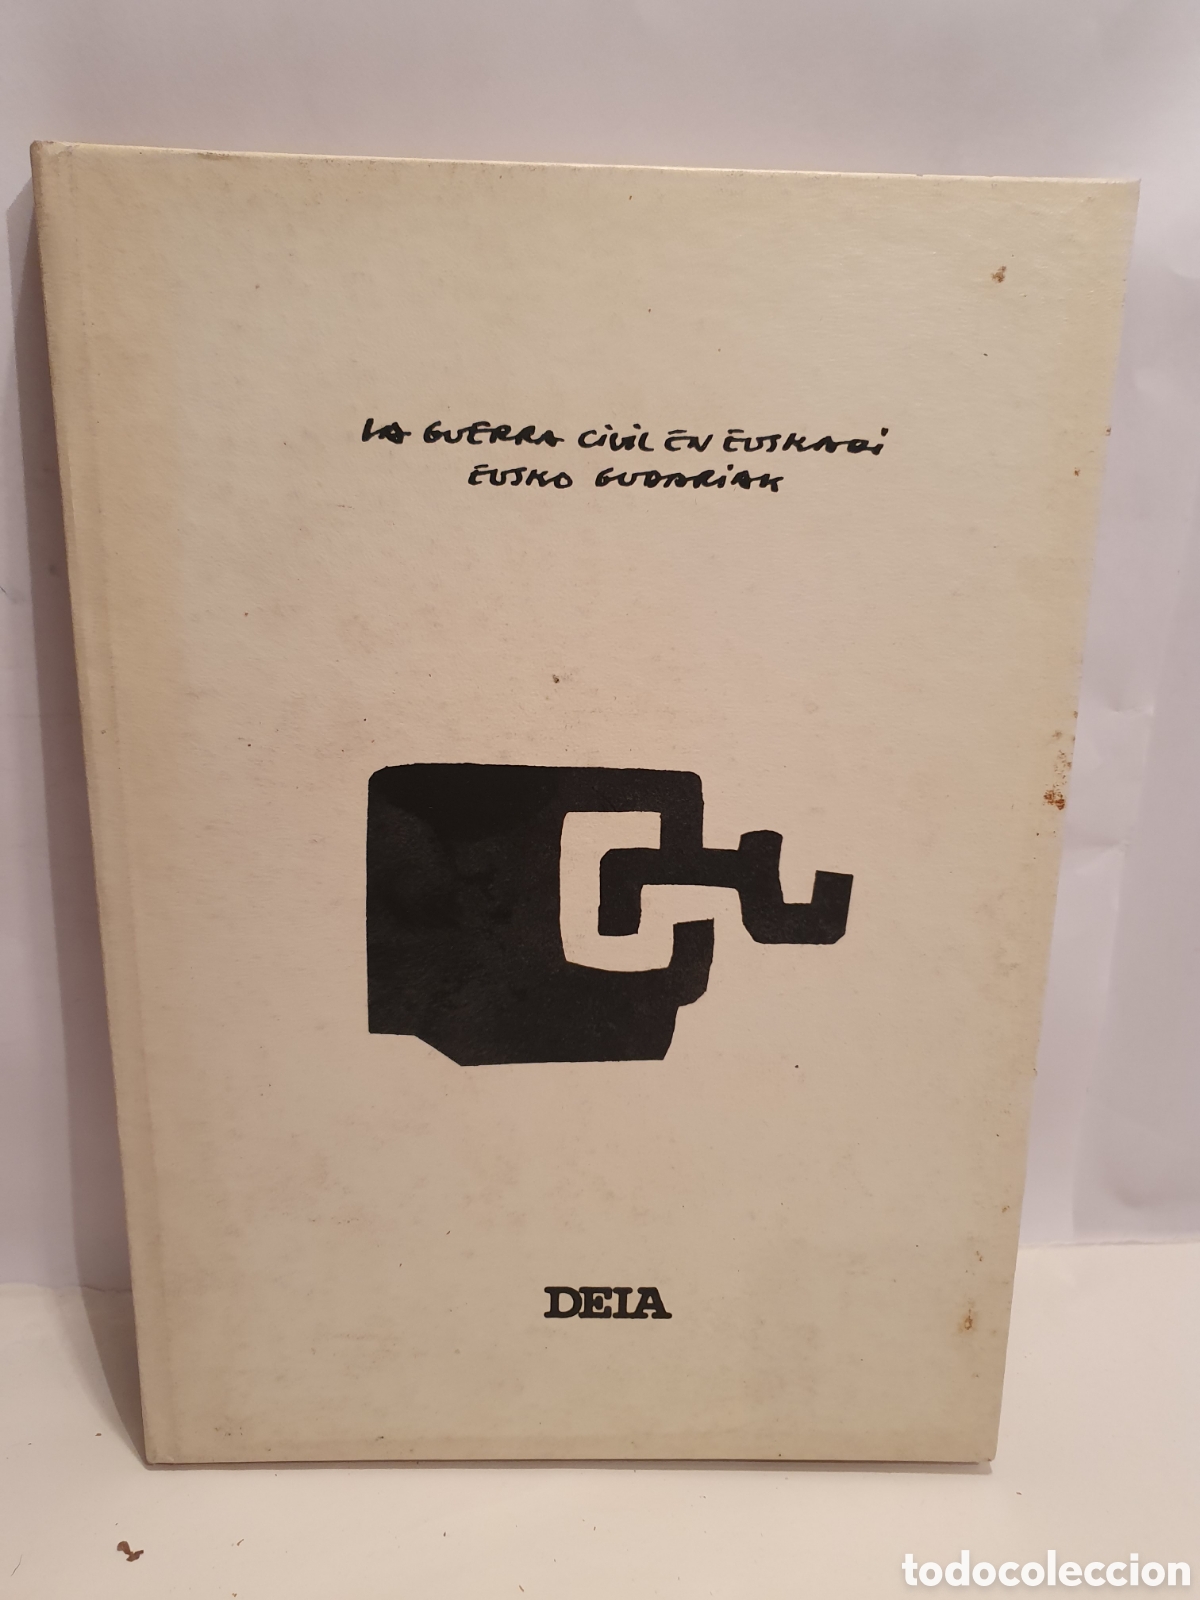 LA GUERRA CIVIL EN EUSKADI
EUSKO GUDARIAK
DEIA
todocoleccion